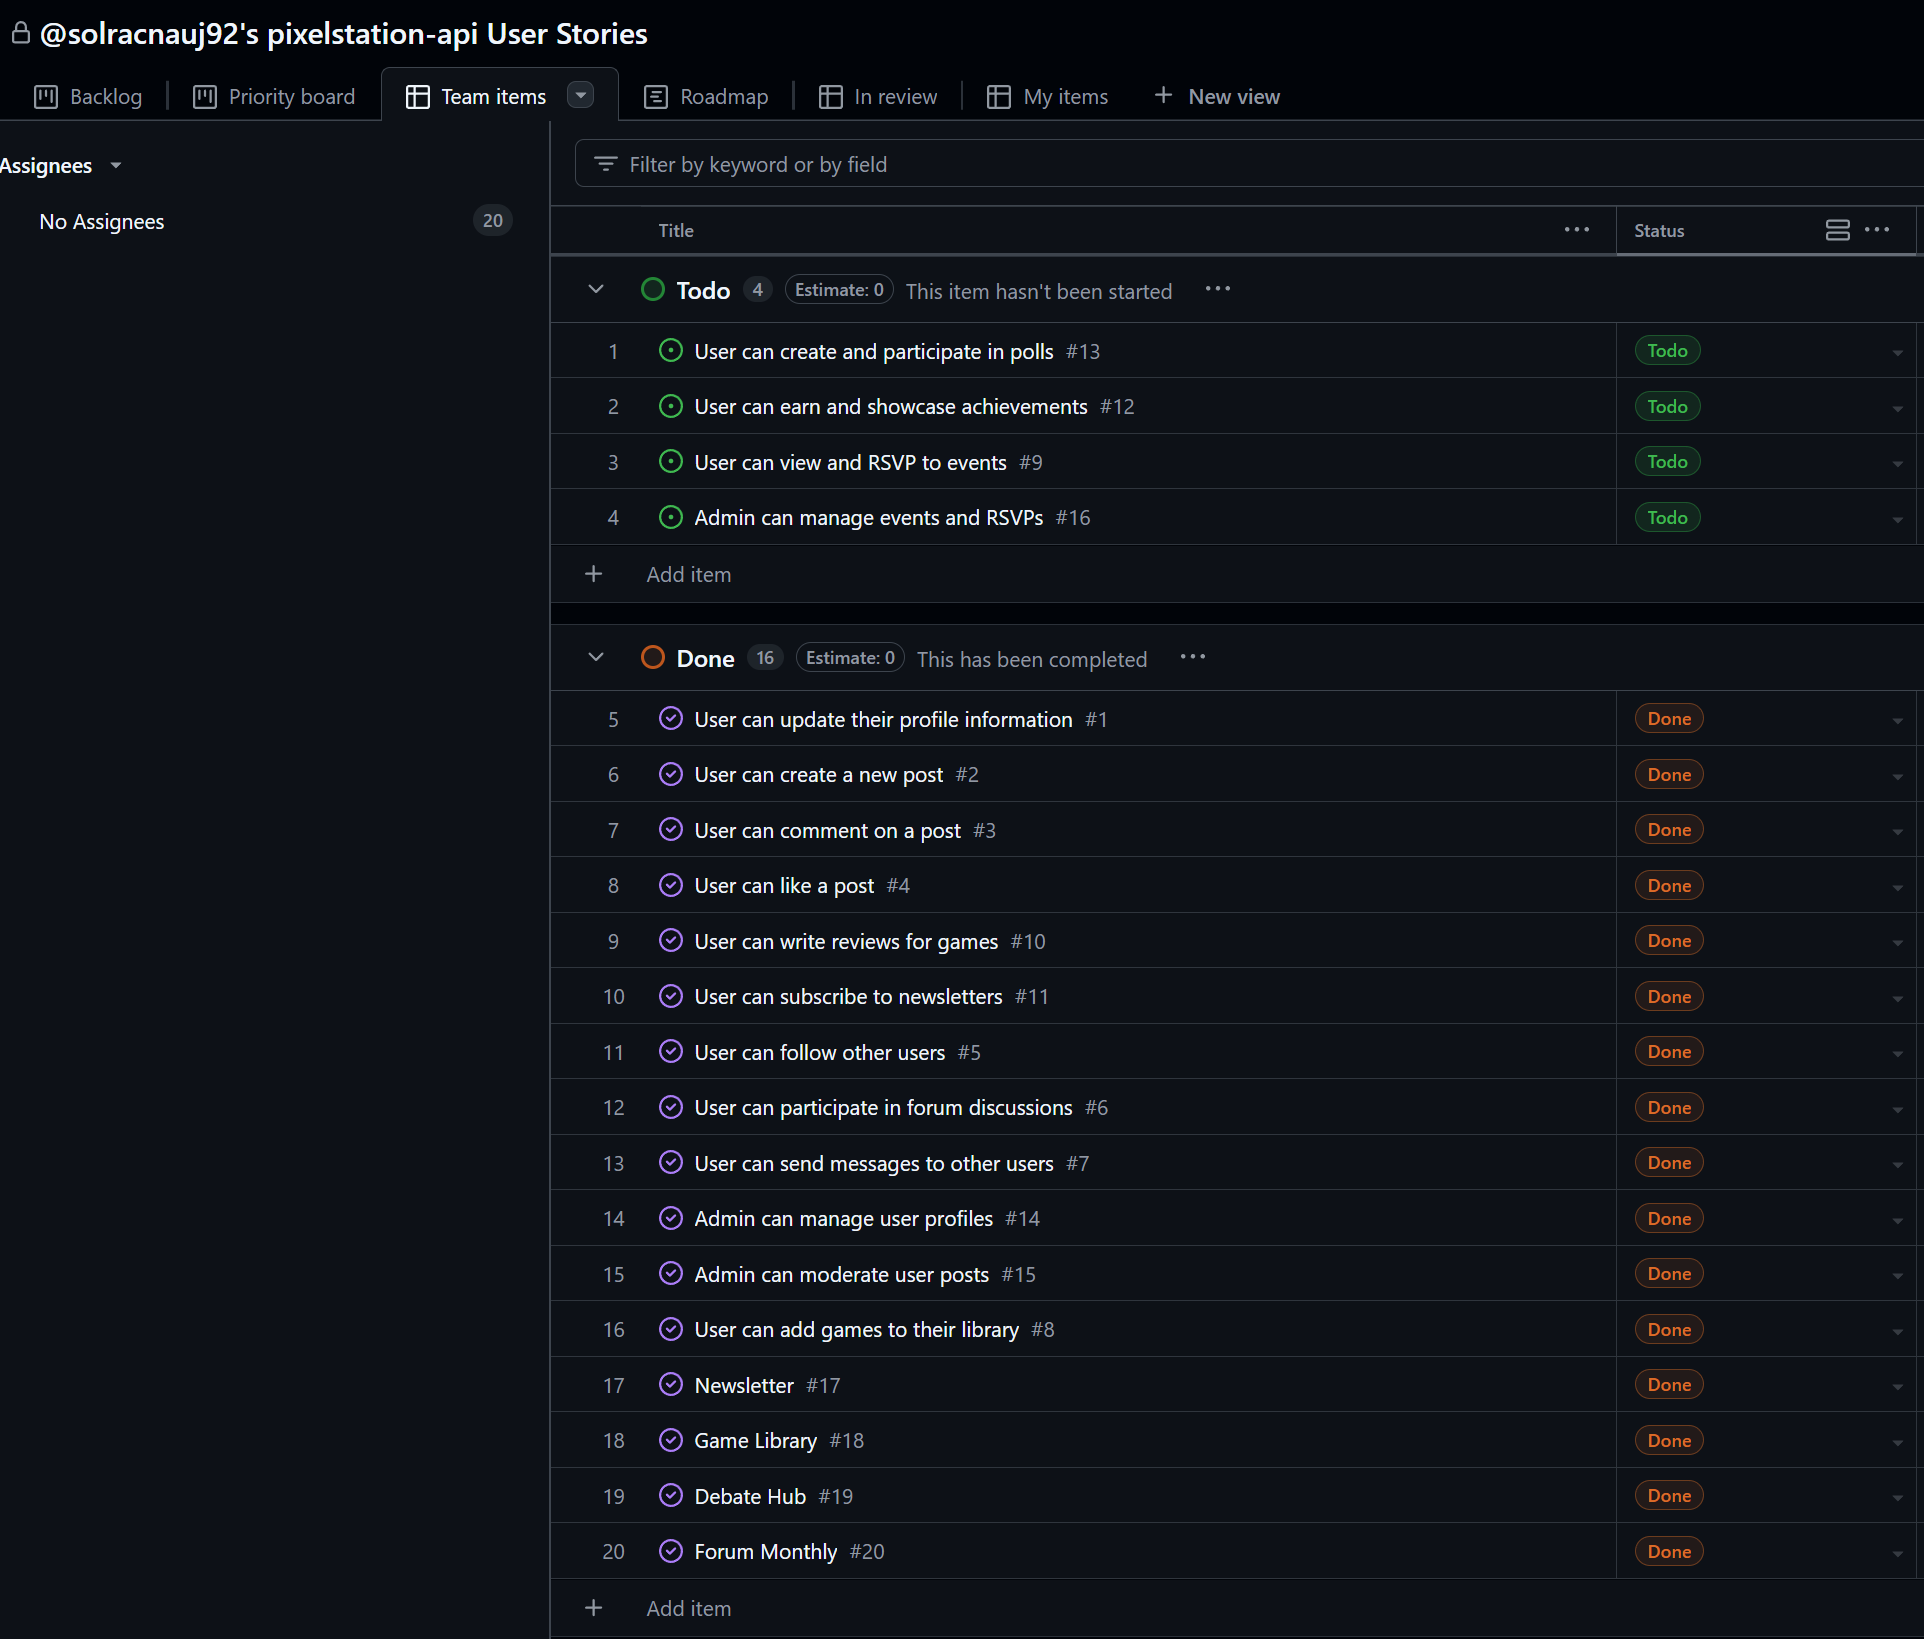 @solracnauj92's pixelstation-api User Stories
Backlog
Priority board
Team items
Roadmap
In review
My items
New view
Assignees
No Assignees 20
Filter by keyword or by field
Title Status
Todo 4 Estimate: 0 This item hasn't been started
1 User can create and participate in polls #13 Todo
2 User can earn and showcase achievements #12 Todo
3 User can view and RSVP to events #9 Todo
4 Admin can manage events and RSVPs #16 Todo
Add item
Done 16 Estimate: 0 This has been completed
5 User can update their profile information #1 Done
6 User can create a new post #2 Done
7 User can comment on a post #3 Done
8 User can like a post #4 Done
9 User can write reviews for games #10 Done
10 User can subscribe to newsletters #11 Done
11 User can follow other users #5 Done
12 User can participate in forum discussions #6 Done
13 User can send messages to other users #7 Done
14 Admin can manage user profiles #14 Done
15 Admin can moderate user posts #15 Done
16 User can add games to their library #8 Done
17 Newsletter #17 Done
18 Game Library #18 Done
19 Debate Hub #19 Done
20 Forum Monthly #20 Done
Add item